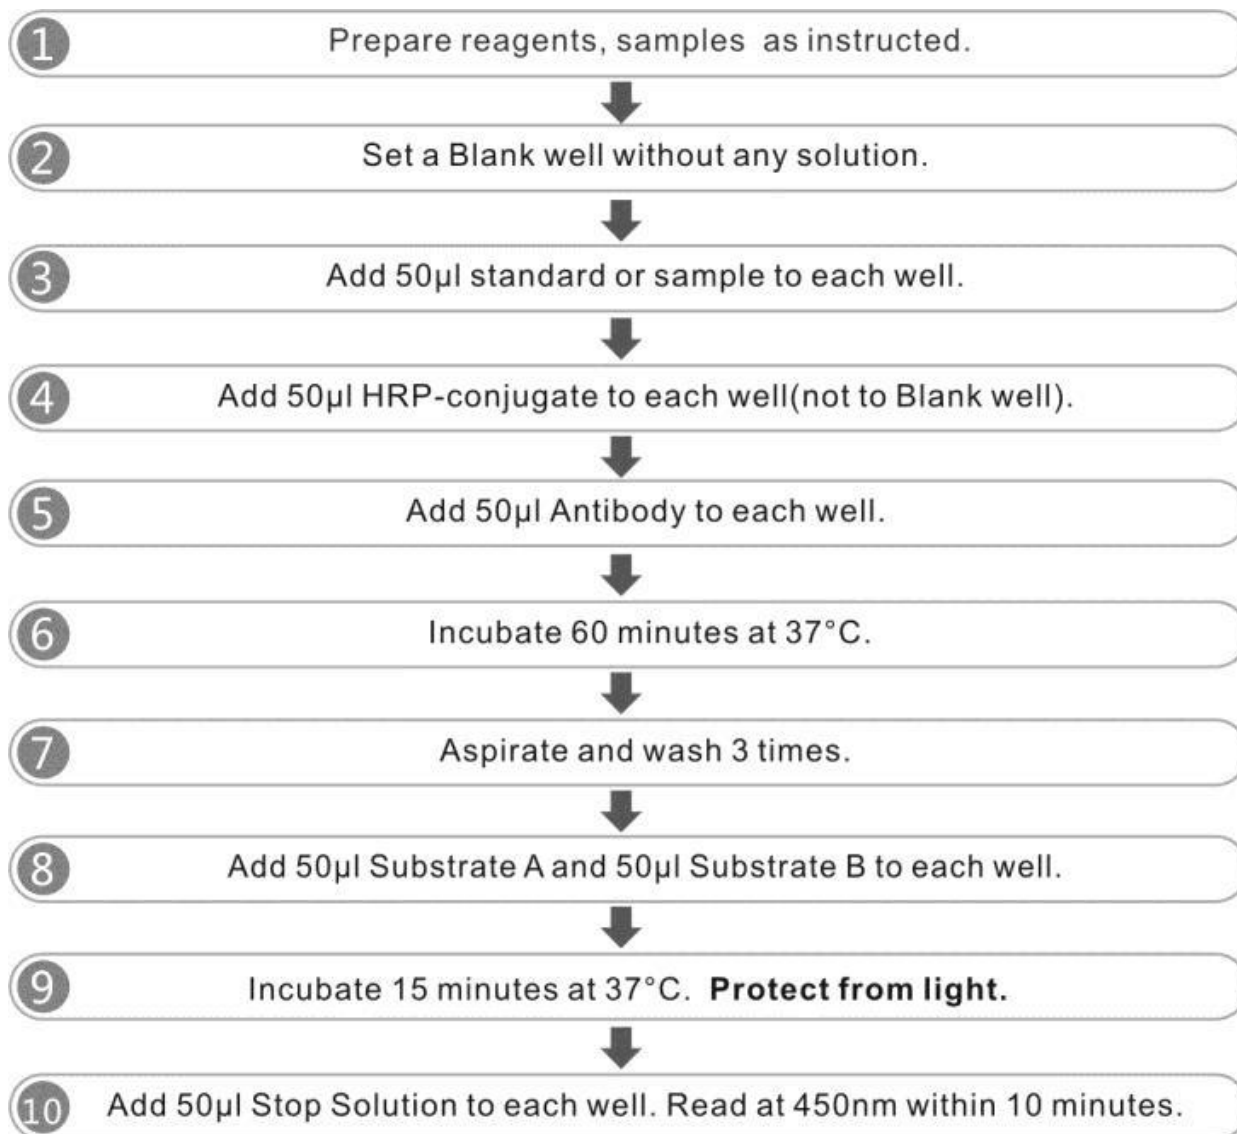 1 Prepare reagents, samples as instructed.
2 Set a Blank well without any solution.
3 Add 50µl standard or sample to each well.
4 Add 50µl HRP-conjugate to each well(not to Blank well).
5 Add 50µl Antibody to each well.
6 Incubate 60 minutes at 37°C.
7 Aspirate and wash 3 times.
8 Add 50µl Substrate A and 50µl Substrate B to each well.
9 Incubate 15 minutes at 37°C. Protect from light.
10 Add 50µl Stop Solution to each well. Read at 450nm within 10 minutes.